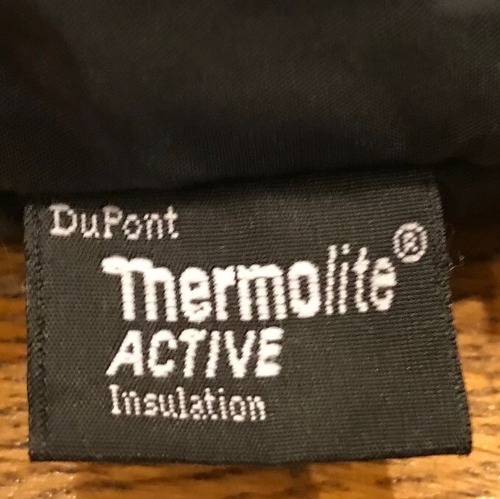 DuPont
Thermolite®
ACTIVE
Insulation